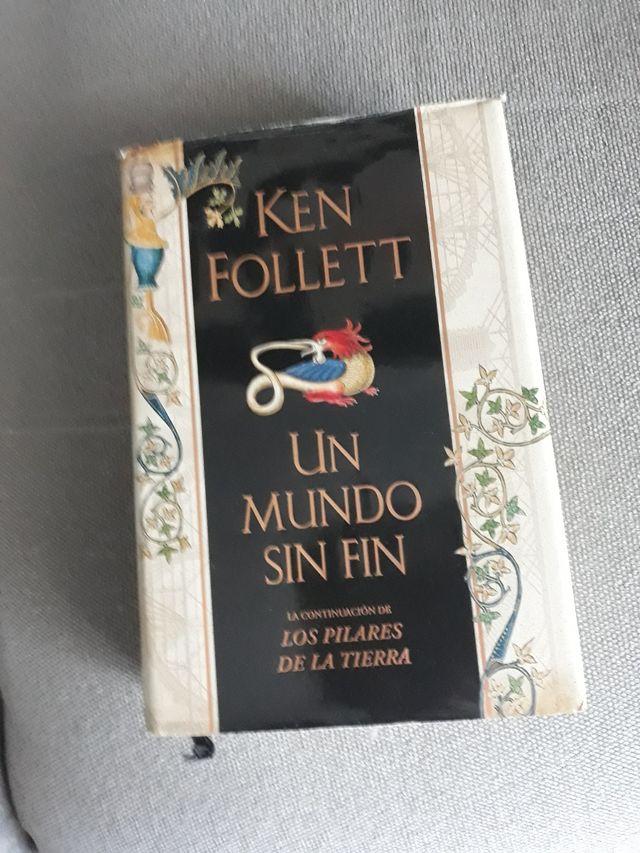 KEN
FOLLETT
UN
MUNDO
SIN FIN
LA CONTINUACIÓN DE
LOS PILARES
DE LA TIERRA